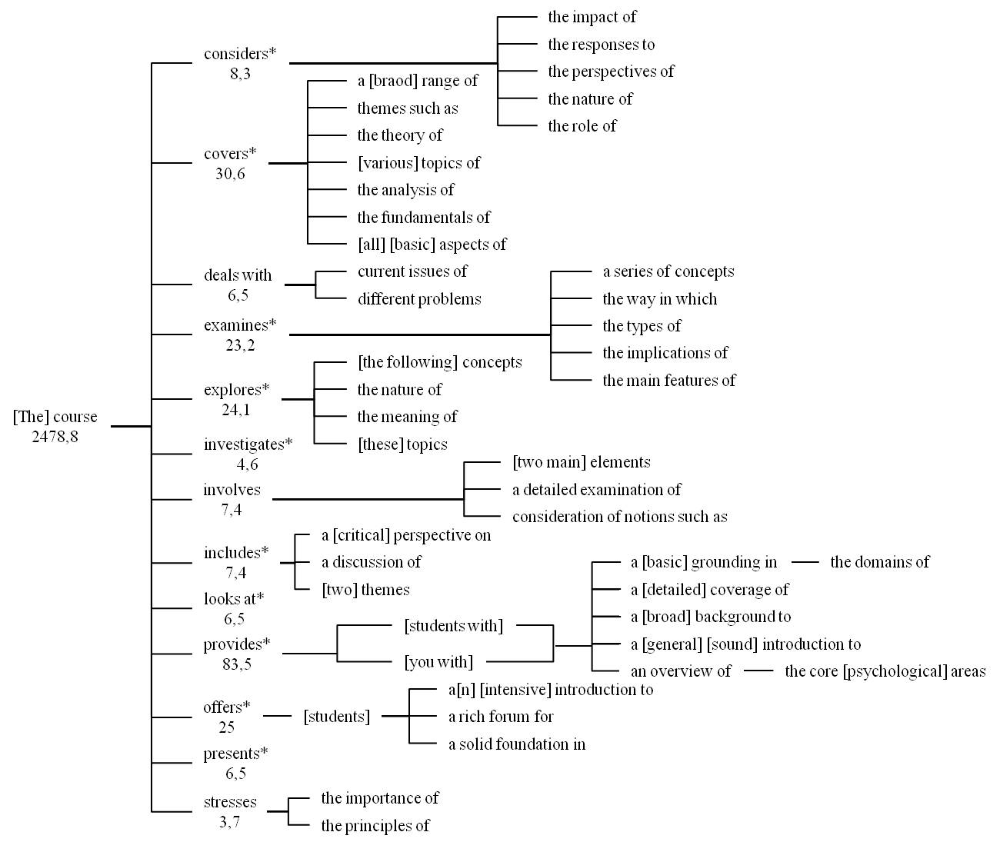 [The] course
2478,8
considers*
8,3
the impact of
the responses to
the perspectives of
the nature of
the role of
covers*
30,6
a [braod] range of
themes such as
the theory of
[various] topics of
the analysis of
the fundamentals of
[all] [basic] aspects of
deals with
6,5
current issues of
different problems
examines*
23,2
a series of concepts
the way in which
the types of
the implications of
the main features of
explores*
24,1
[the following] concepts
the nature of
the meaning of
[these] topics
investigates*
4,6
involves
7,4
[two main] elements
a detailed examination of
consideration of notions such as
includes*
7,4
a [critical] perspective on
a discussion of
[two] themes
looks at*
6,5
provides*
83,5
[students with]
[you with]
a [basic] grounding in
the domains of
a [detailed] coverage of
a [broad] background to
a [general] [sound] introduction to
an overview of
the core [psychological] areas
offers*
25
[students]
a[n] [intensive] introduction to
a rich forum for
a solid foundation in
presents*
6,5
stresses
3,7
the importance of
the principles of